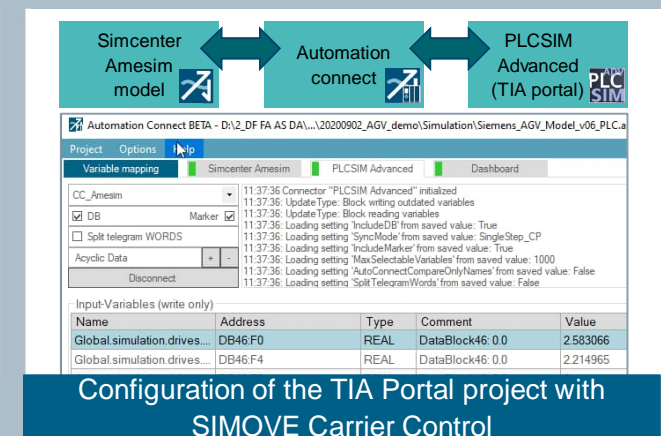 Simcenter
Amesim
model
Automation
connect
PLCSIM
Advanced
(TIA portal)
ADV
PLC
SIM
Automation Connect BETA - D:\2_DF FA AS DA\...\20200902_AGV_demo\Simulation\Siemens_AGV_Model_v06_PLC.a
Project Options Help
Variable mapping Simcenter Amesim PLCSIM Advanced Dashboard
CC_Amesim
DB Marker
Split telegram WORDS
Acyclic Data + -
Disconnect
11:37:36 Connector "PLCSIM Advanced" initialized
11:37:36: UpdateType: Block writing outdated variables
11:37:36: UpdateType: Block reading variables
11:37:36: Loading setting 'IncludeDB' from saved value: True
11:37:36: Loading setting 'SyncMode' from saved value: SingleStep_CP
11:37:36: Loading setting 'IncludeMarker' from saved value: True
11:37:36: Loading setting 'MaxSelectableVariables' from saved value: 1000
11:37:36: Loading setting 'AutoConnectCompareOnlyNames' from saved value: False
11:37:36: Loading setting 'SplitTelegramWords' from saved value: False
Input-Variables (write only)
Name Address Type Comment Value
Global.simulation.drives.... DB46:F0 REAL DataBlock46: 0.0 2.583066
Global.simulation.drives.... DB46:F4 REAL DataBlock46: 0.0 2.214965
Configuration of the TIA Portal project with
SIMOVE Carrier Control